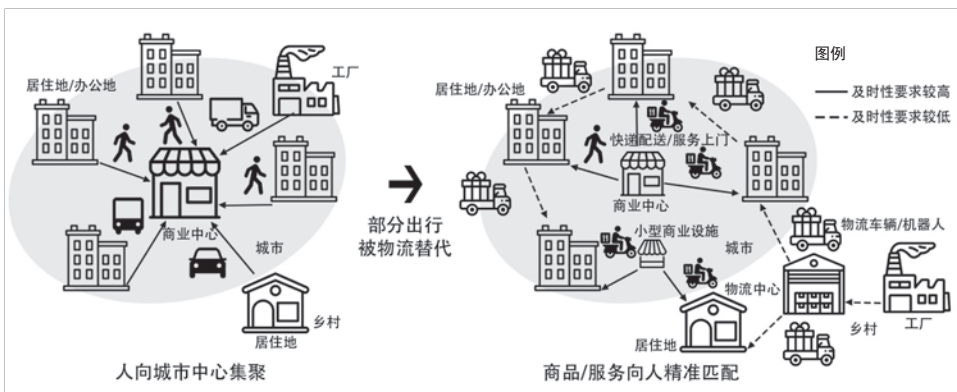 居住地/办公地
工厂
商业中心
城市
乡村
居住地
人向城市中心集聚
部分出行
被物流替代
图例
及时性要求较高
及时性要求较低
居住地/办公地
快递配送/服务上门
商业中心
小型商业设施
城市
物流车辆/机器人
物流中心
乡村
工厂
居住地
商品/服务向人精准匹配